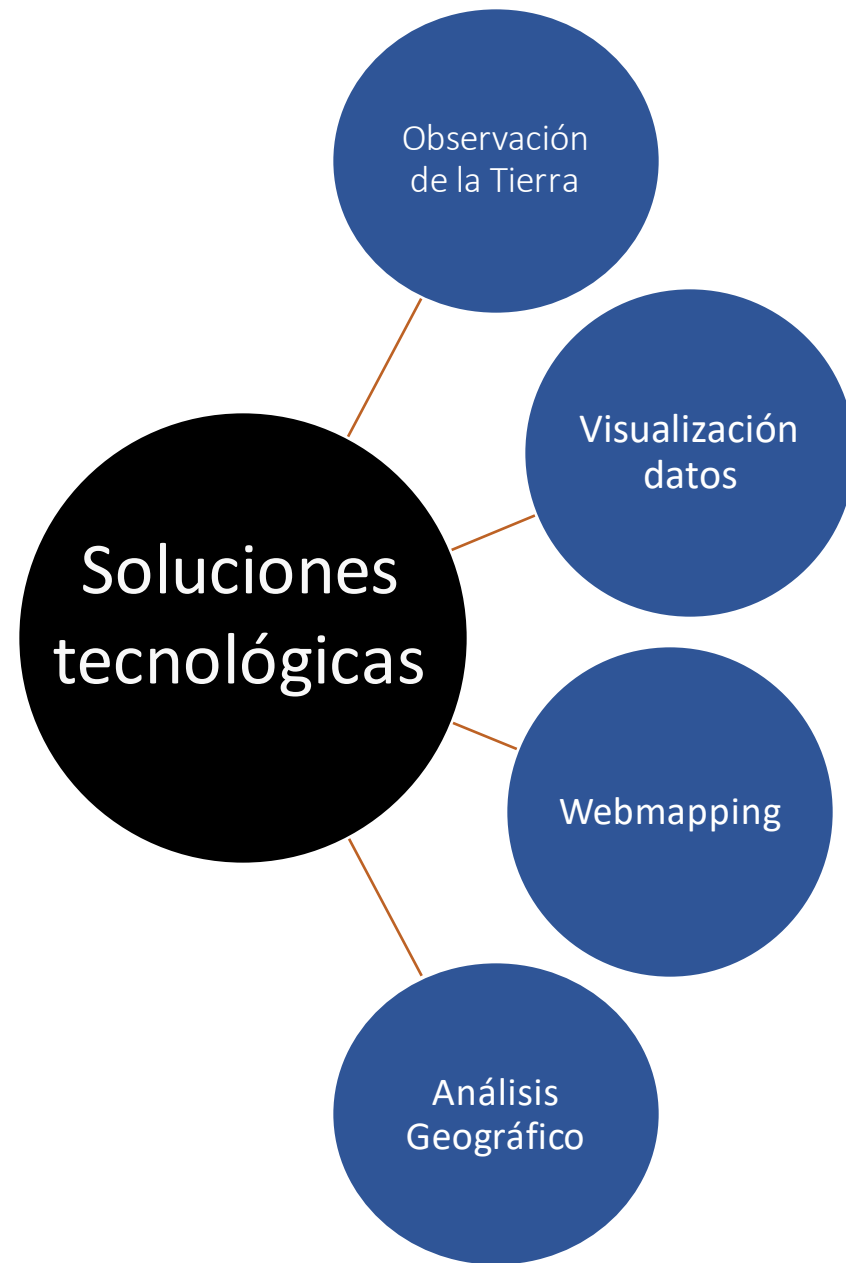 Observación
de la Tierra
Visualización
datos
Soluciones
tecnológicas
Webmapping
Análisis
Geográfico